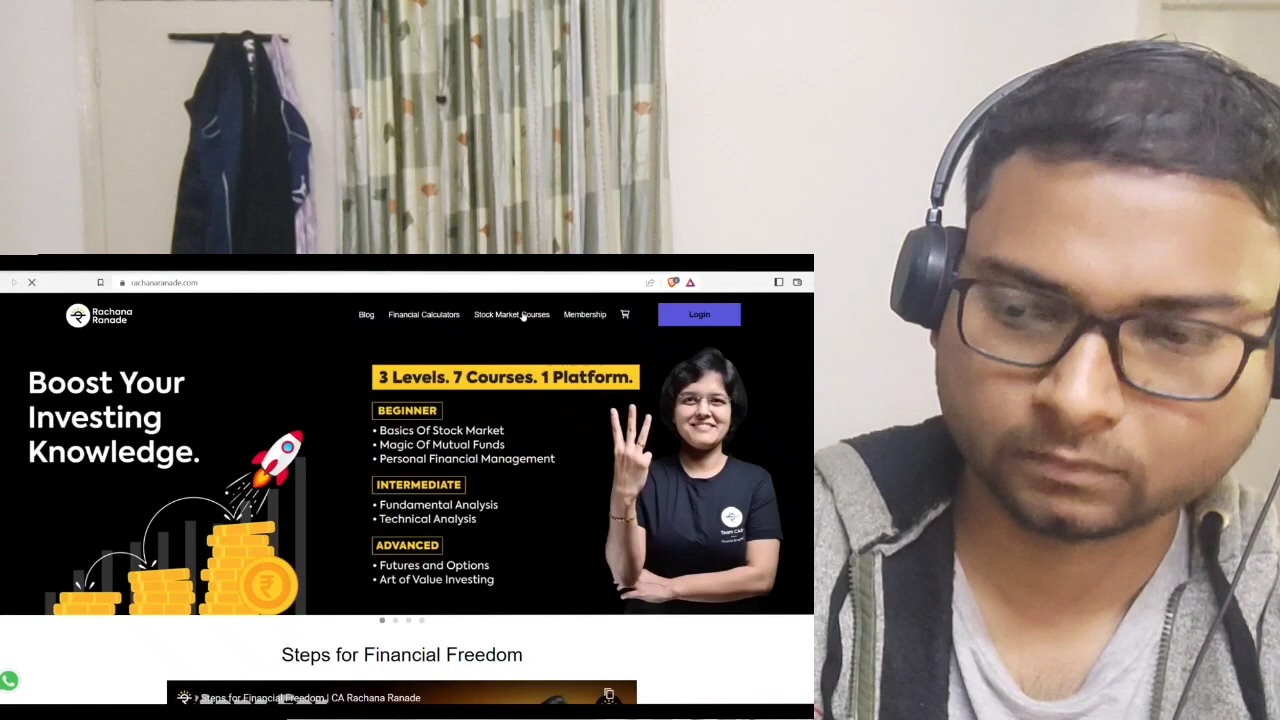 rachanaranade.com
Rachana
Ranade
Blog
Financial Calculators
Stock Market Courses
Membership
Login
Boost Your
Investing
Knowledge.
3 Levels. 7 Courses. 1 Platform.
BEGINNER
• Basics Of Stock Market
• Magic Of Mutual Funds
• Personal Financial Management
INTERMEDIATE
• Fundamental Analysis
• Technical Analysis
ADVANCED
• Futures and Options
• Art of Value Investing
Steps for Financial Freedom
Steps for Financial Freedom | CA Rachana Ranade